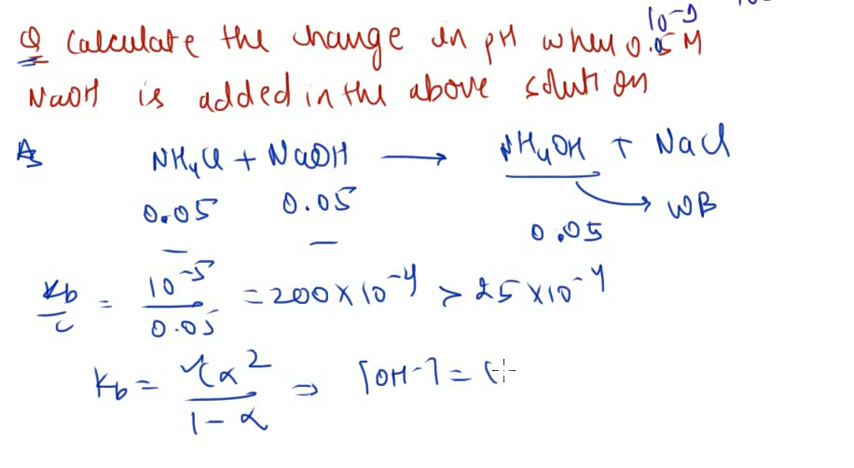 10⁻⁹
Q Calculate the change in pH when 0.05 M
NaOH is added in the above solution
A NH₄Cl + NaOH ⟶ NH₄OH + NaCl
0.05 0.05 → WB
– – 0.05
Kb/C = 10⁻⁵/0.05 = 200×10⁻⁴ > 25×10⁻⁴
Kb = Cα²/1-α ⇒ [OH-] = (